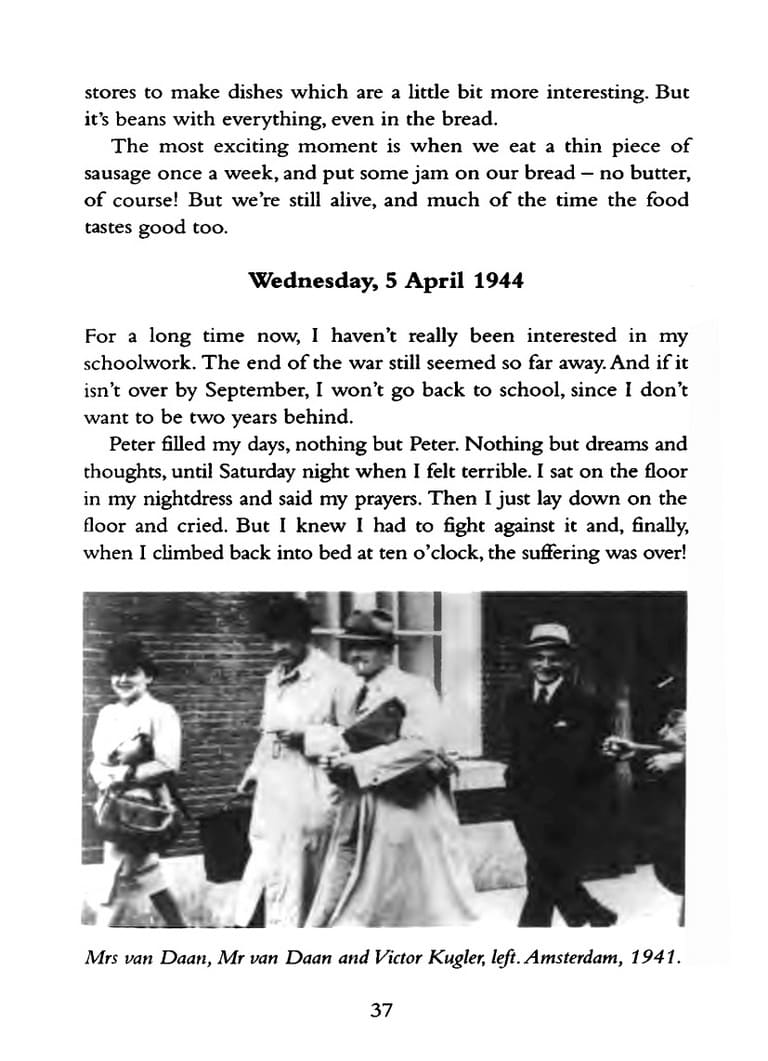 stores to make dishes which are a little bit more interesting. But
it's beans with everything, even in the bread.
The most exciting moment is when we eat a thin piece of
sausage once a week, and put some jam on our bread – no butter,
of course! But we're still alive, and much of the time the food
tastes good too.
Wednesday, 5 April 1944
For a long time now, I haven't really been interested in my
schoolwork. The end of the war still seemed so far away. And if it
isn't over by September, I won't go back to school, since I don't
want to be two years behind.
Peter filled my days, nothing but Peter. Nothing but dreams and
thoughts, until Saturday night when I felt terrible. I sat on the floor
in my nightdress and said my prayers. Then I just lay down on the
floor and cried. But I knew I had to fight against it and, finally,
when I climbed back into bed at ten o'clock, the suffering was over!
Mrs van Daan, Mr van Daan and Victor Kugler, left. Amsterdam, 1941.
37